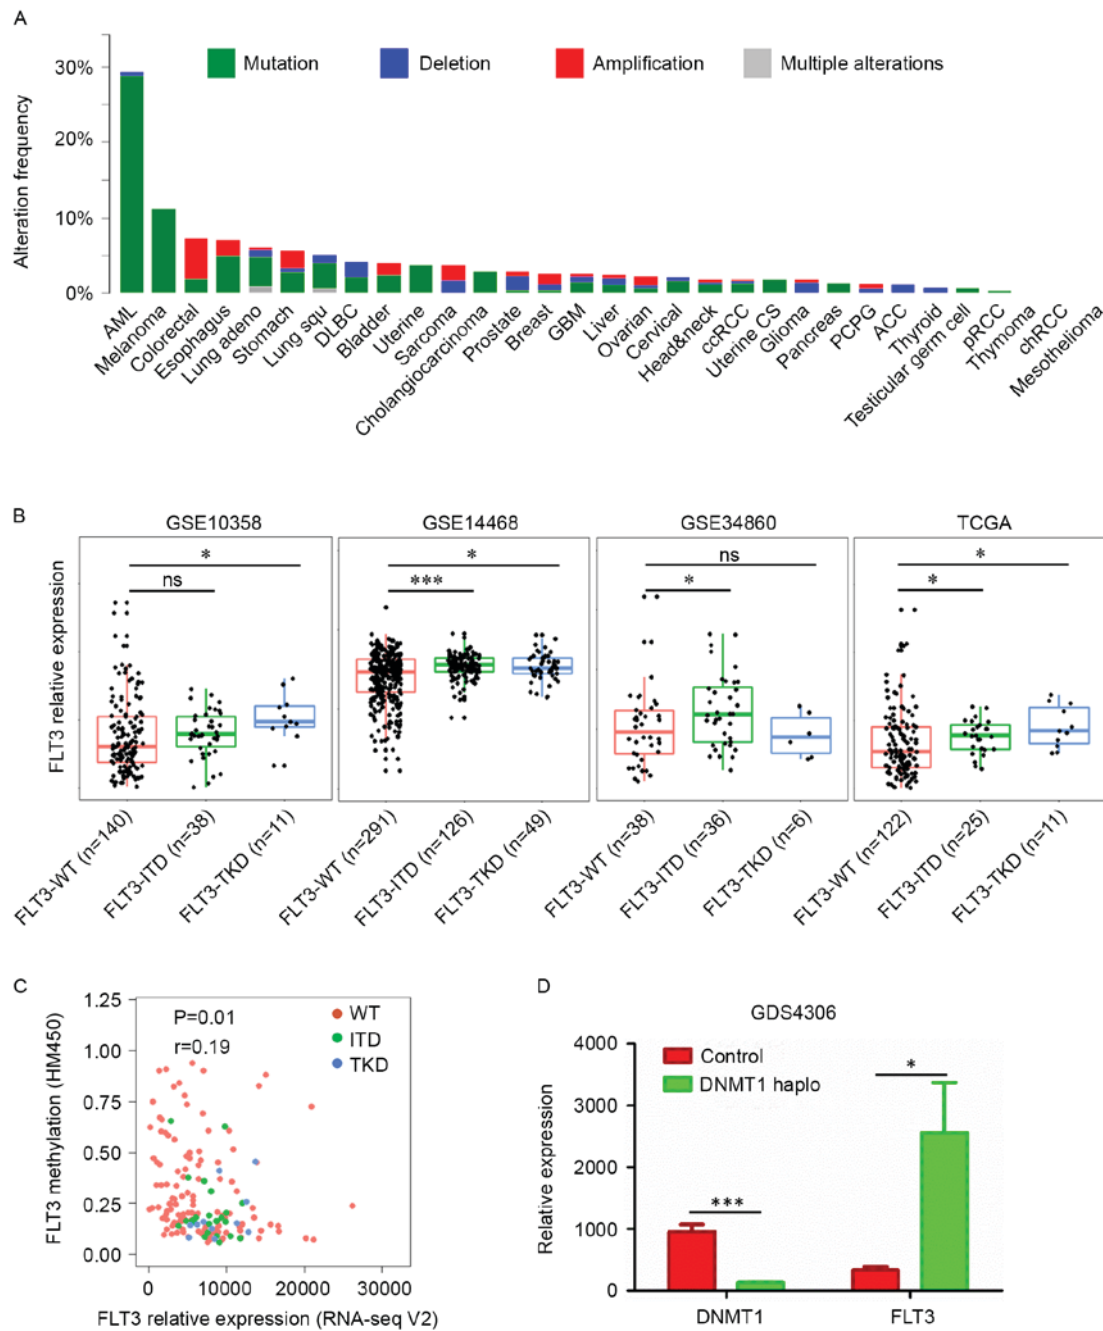 A
Mutation Deletion Amplification Multiple alterations
Alteration frequency
30%
20%
10%
0%
AML
Melanoma
Colorectal
Esophagus
Lung adeno
Stomach
Lung squ
DLBC
Bladder
Uterine
Sarcoma
Cholangiocarcinoma
Prostate
Breast
GBM
Liver
Ovarian
Cervical
Head&neck
ccRCC
Uterine CS
Glioma
Pancreas
PCPG
ACC
Thyroid
Testicular germ cell
pRCC
Thymoma
chRCC
Mesothelioma
B
GSE10358 GSE14468 GSE34860 TCGA
FLT3 relative expression
* * ns *
ns *** * *
FLT3-WT (n=140)
FLT3-ITD (n=38)
FLT3-TKD (n=11)
FLT3-WT (n=291)
FLT3-ITD (n=126)
FLT3-TKD (n=49)
FLT3-WT (n=38)
FLT3-ITD (n=36)
FLT3-TKD (n=6)
FLT3-WT (n=122)
FLT3-ITD (n=25)
FLT3-TKD (n=11)
C
FLT3 methylation (HM450)
1.25
1.00
0.75
0.50
0.25
0.00
P=0.01
r=0.19
WT
ITD
TKD
0 10000 20000 30000
FLT3 relative expression (RNA-seq V2)
D
GDS4306
Relative expression
4000
3000
2000
1000
0
Control
DNMT1 haplo
***
*
DNMT1 FLT3